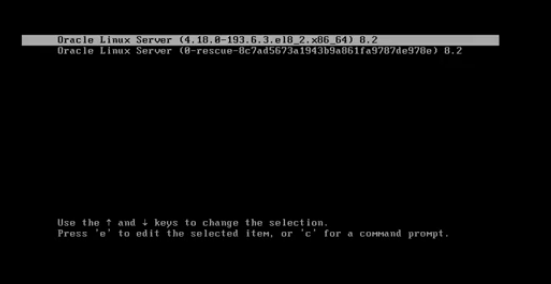 Oracle Linux Server (4.18.0-193.6.3.el8_2.x86_64) 8.2
Oracle Linux Server (0-rescue-8c7ad5673a1943b9a861fa9787de978e) 8.2
Use the ↑ and ↓ keys to change the selection.
Press 'e' to edit the selected item, or 'c' for a command prompt.